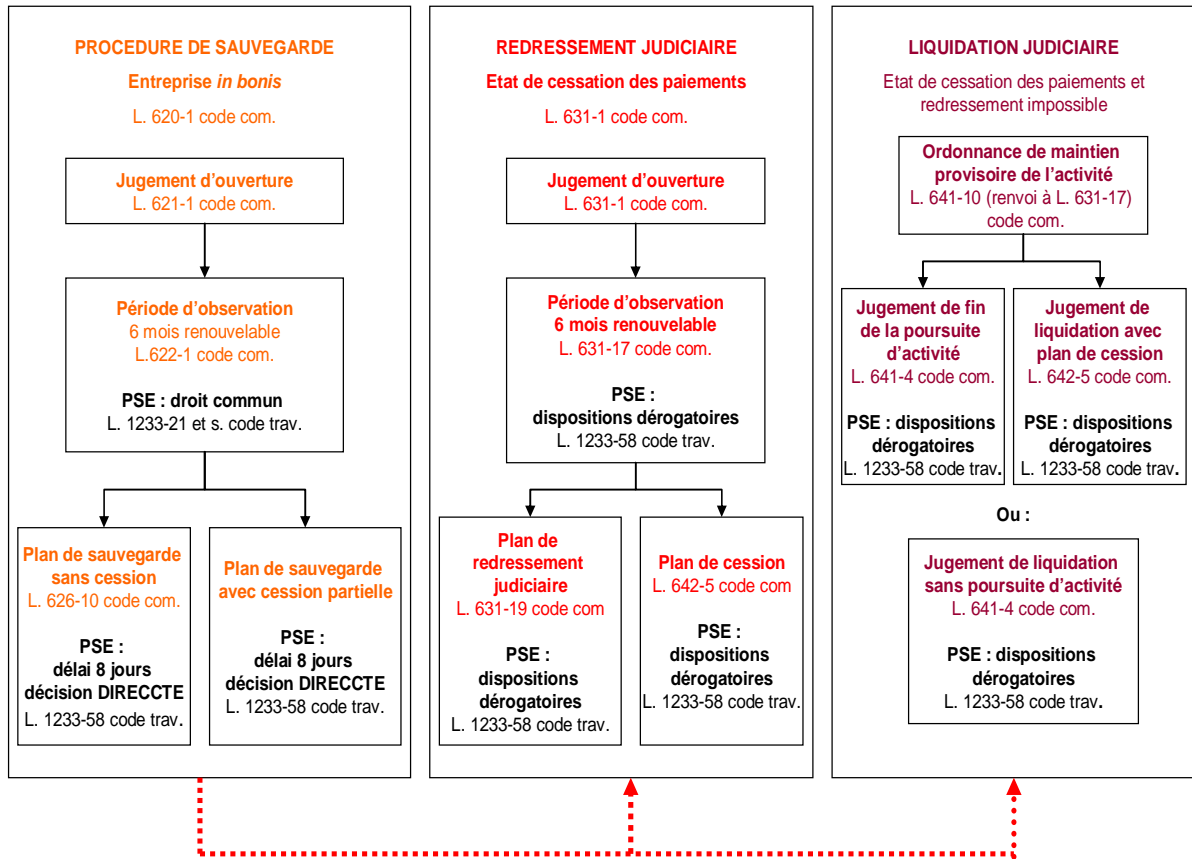 PROCEDURE DE SAUVEGARDE
Entreprise in bonis
L. 620-1 code com.
Jugement d’ouverture
L. 621-1 code com.
Période d’observation
6 mois renouvelable
L.622-1 code com.
PSE : droit commun
L. 1233-21 et s. code trav.
Plan de sauvegarde
sans cession
L. 626-10 code com.
PSE :
délai 8 jours
décision DIRECCTE
L. 1233-58 code trav.
Plan de sauvegarde
avec cession partielle
PSE :
délai 8 jours
décision DIRECCTE
L. 1233-58 code trav.
REDRESSEMENT JUDICIAIRE
Etat de cessation des paiements
L. 631-1 code com.
Jugement d’ouverture
L. 631-1 code com.
Période d’observation
6 mois renouvelable
L. 631-17 code com.
PSE :
dispositions dérogatoires
L. 1233-58 code trav.
Plan de
redressement
judiciaire
L. 631-19 code com
PSE :
dispositions
dérogatoires
L. 1233-58 code trav.
Plan de cession
L. 642-5 code com
PSE :
dispositions
dérogatoires
L. 1233-58 code trav.
LIQUIDATION JUDICIAIRE
Etat de cessation des paiements et
redressement impossible
Ordonnance de maintien
provisoire de l’activité
L. 641-10 (renvoi à L. 631-17)
code com.
Jugement de fin
de la poursuite
d’activité
L. 641-4 code com.
PSE : dispositions
dérogatoires
L. 1233-58 code trav.
Jugement de
liquidation avec
plan de cession
L. 642-5 code com.
PSE : dispositions
dérogatoires
L. 1233-58 code trav.
Ou :
Jugement de liquidation
sans poursuite d’activité
L. 641-4 code com.
PSE : dispositions
dérogatoires
L. 1233-58 code trav.